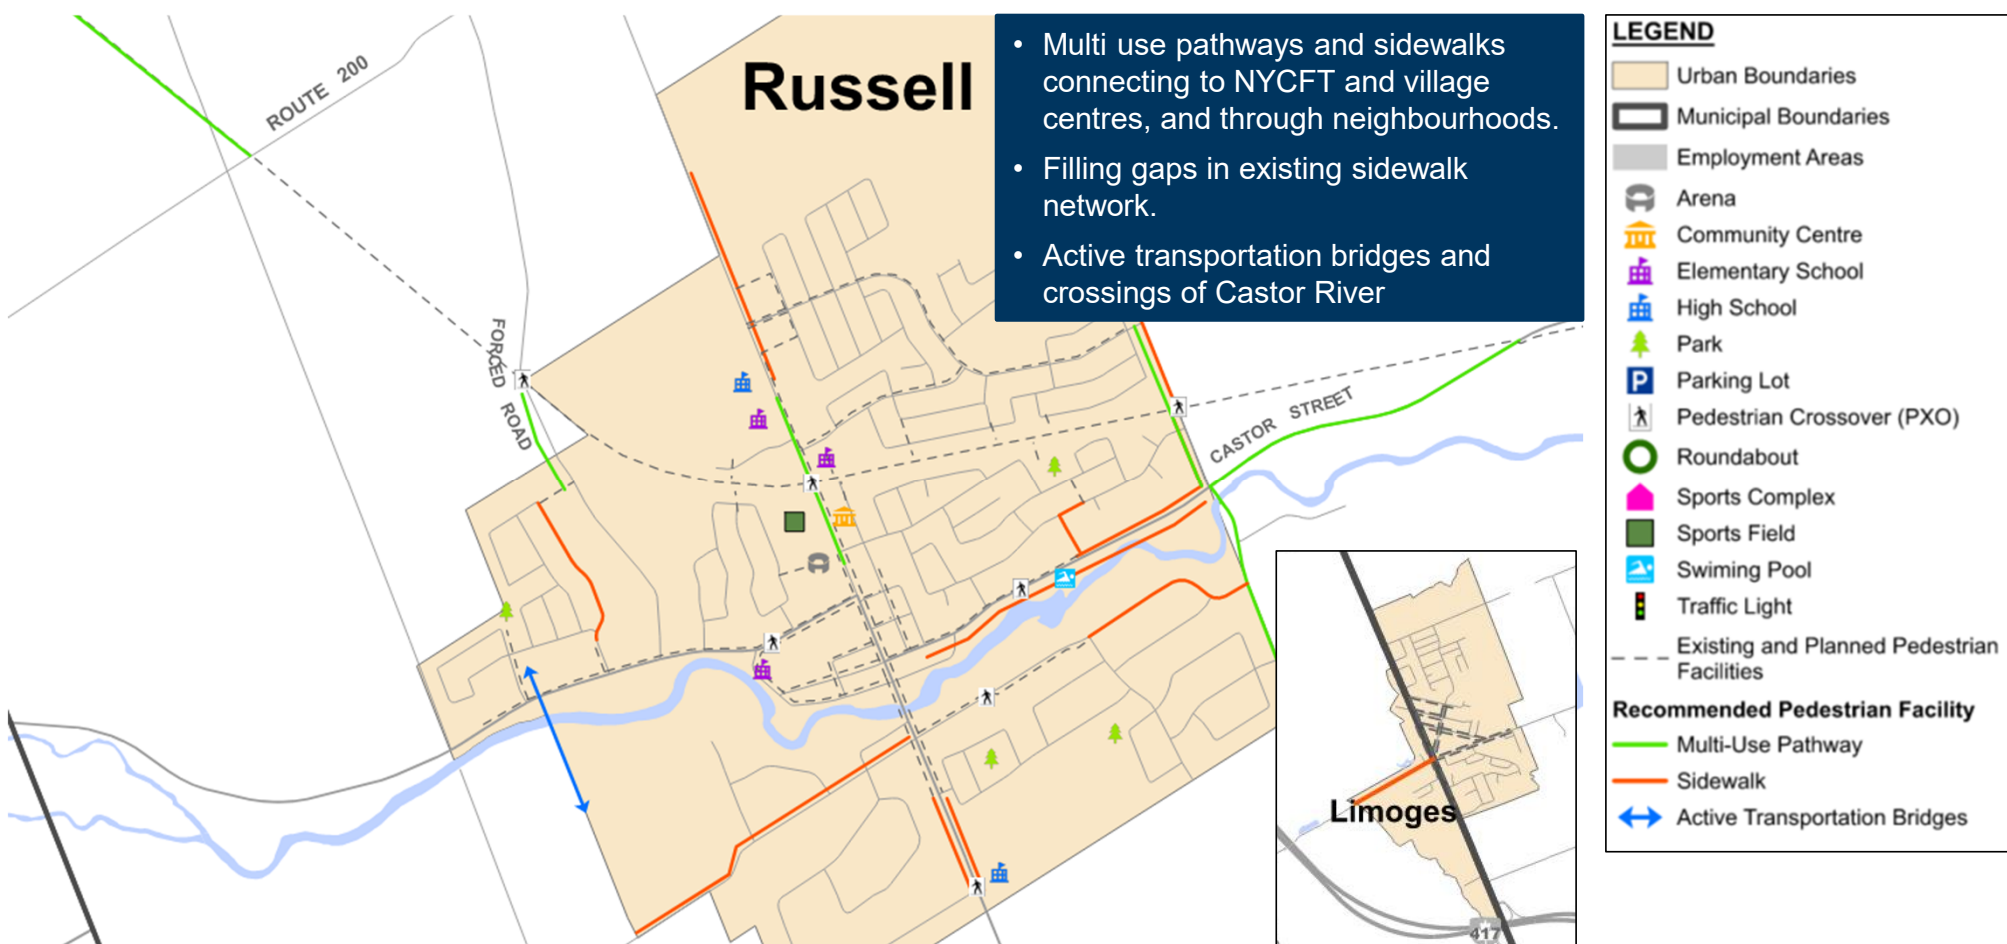 Russell
• Multi use pathways and sidewalks
connecting to NYCFT and village
centres, and through neighbourhoods.
• Filling gaps in existing sidewalk
network.
• Active transportation bridges and
crossings of Castor River
ROUTE 200
FORCED ROAD
CASTOR STREET
Limoges
417
LEGEND
Urban Boundaries
Municipal Boundaries
Employment Areas
Arena
Community Centre
Elementary School
High School
Park
P
Parking Lot
Pedestrian Crossover (PXO)
Roundabout
Sports Complex
Sports Field
Swiming Pool
Traffic Light
Existing and Planned Pedestrian
Facilities
Recommended Pedestrian Facility
Multi-Use Pathway
Sidewalk
Active Transportation Bridges